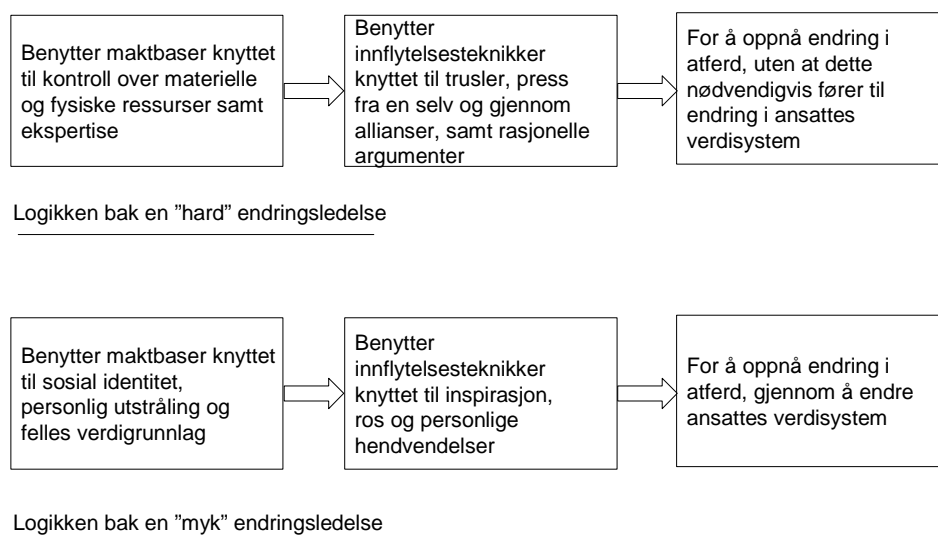 Benytter maktbaser knyttet
til kontroll over materielle
og fysiske ressurser samt
ekspertise
Benytter
innflytelsesteknikker
knyttet til trusler, press
fra en selv og gjennom
allianser, samt rasjonelle
argumenter
For å oppnå endring i
atferd, uten at dette
nødvendigvis fører til
endring i ansattes
verdisystem
Logikken bak en ”hard” endringsledelse
Benytter maktbaser knyttet
til sosial identitet,
personlig utstråling og
felles verdigrunnlag
Benytter
innflytelsesteknikker
knyttet til inspirasjon,
ros og personlige
hendvendelser
For å oppnå endring i
atferd, gjennom å endre
ansattes verdisystem
Logikken bak en ”myk” endringsledelse